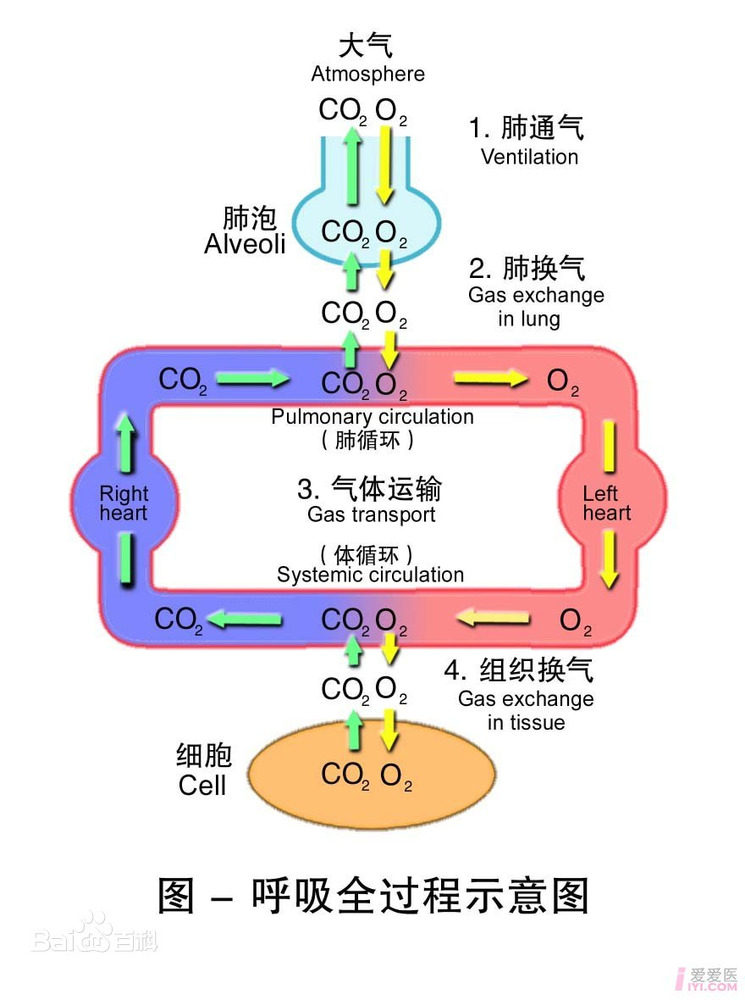 大气
Atmosphere
CO₂ O₂
1. 肺通气
Ventilation
肺泡
Alveoli
CO₂ O₂
2. 肺换气
Gas exchange
in lung
CO₂ O₂
CO₂
CO₂ O₂
O₂
Pulmonary circulation
（肺循环）
Right
heart
3. 气体运输
Gas transport
Left
heart
（体循环）
Systemic circulation
CO₂
CO₂ O₂
O₂
4. 组织换气
Gas exchange
in tissue
CO₂ O₂
细胞
Cell
CO₂ O₂
图 – 呼吸全过程示意图
Bai百科
爱爱医
IYI.COM